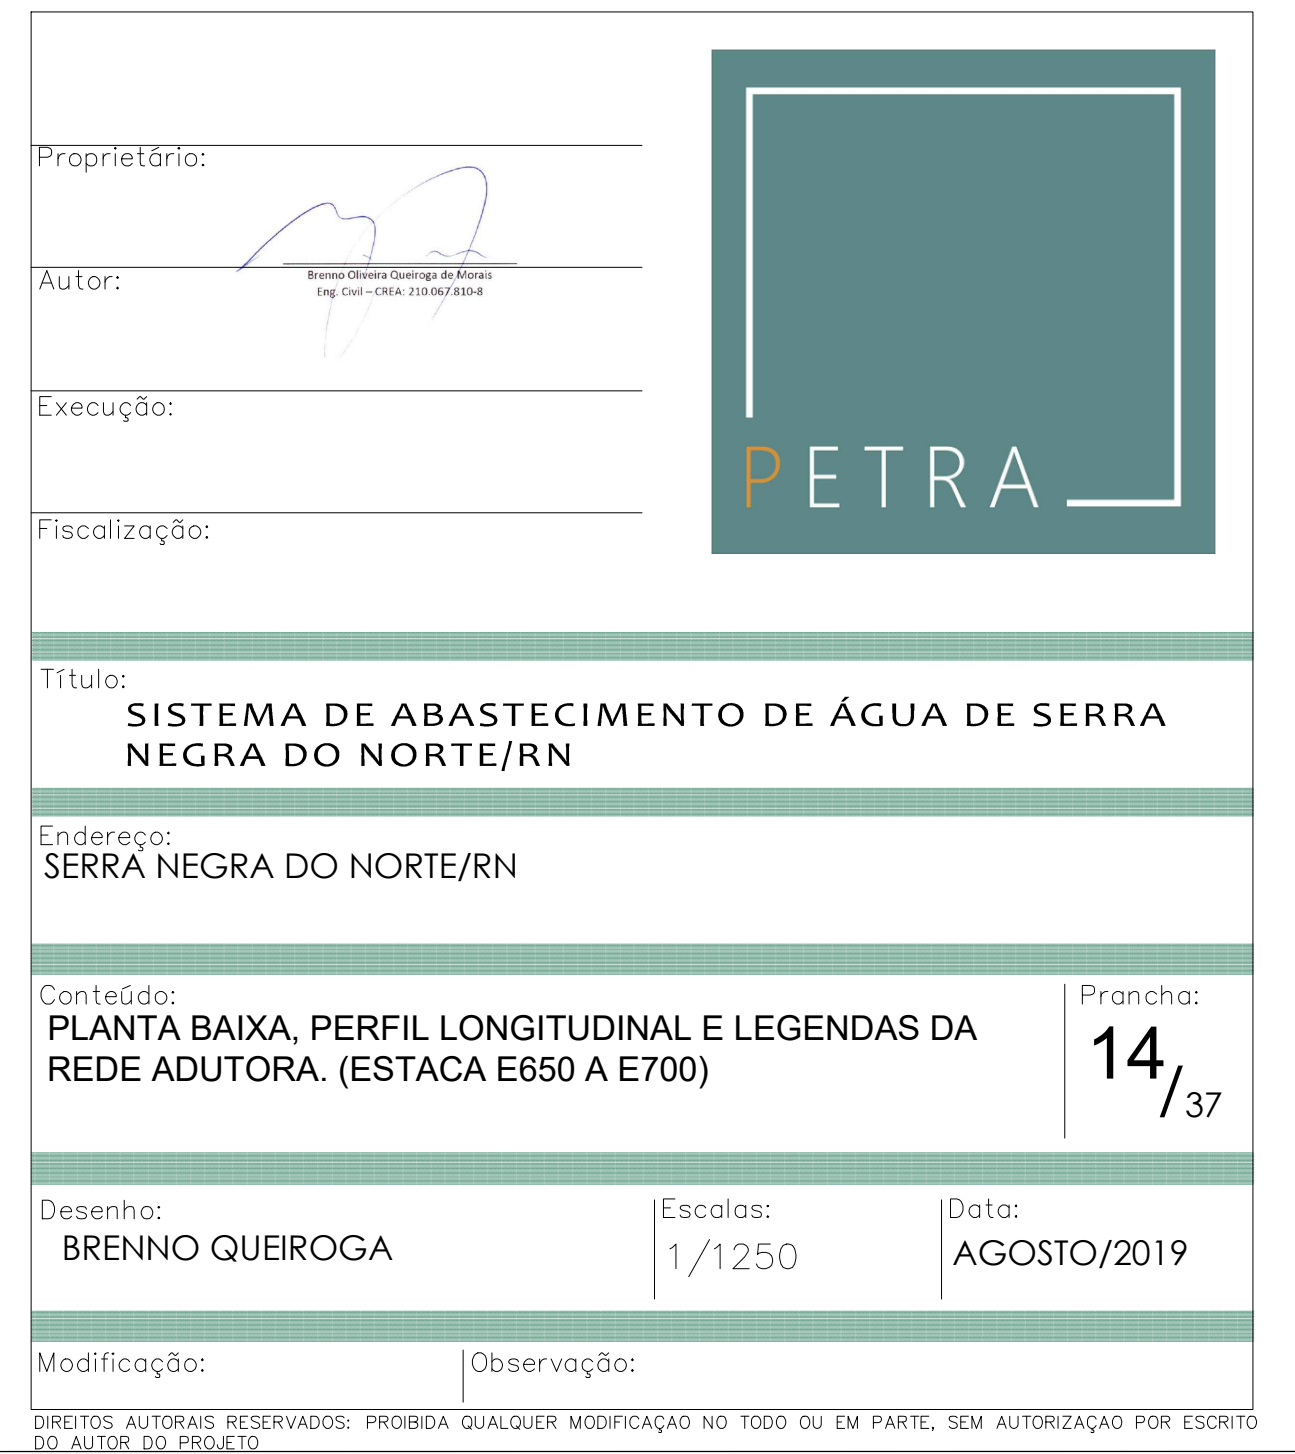 Proprietário:
Brenno Oliveira Queiroga de Morais
Autor:
Eng. Civil – CREA: 210.067.810-8
Execução:
Fiscalização:
PETRA
Título:
SISTEMA DE ABASTECIMENTO DE ÁGUA DE SERRA
NEGRA DO NORTE/RN
Endereço:
SERRA NEGRA DO NORTE/RN
Conteúdo:
PLANTA BAIXA, PERFIL LONGITUDINAL E LEGENDAS DA
REDE ADUTORA. (ESTACA E650 A E700)
Prancha:
14/37
Desenho:
BRENNO QUEIROGA
Escalas:
1/1250
Data:
AGOSTO/2019
Modificação:
Observação:
DIREITOS AUTORAIS RESERVADOS: PROIBIDA QUALQUER MODIFICAÇAO NO TODO OU EM PARTE, SEM AUTORIZAÇAO POR ESCRITO
DO AUTOR DO PROJETO